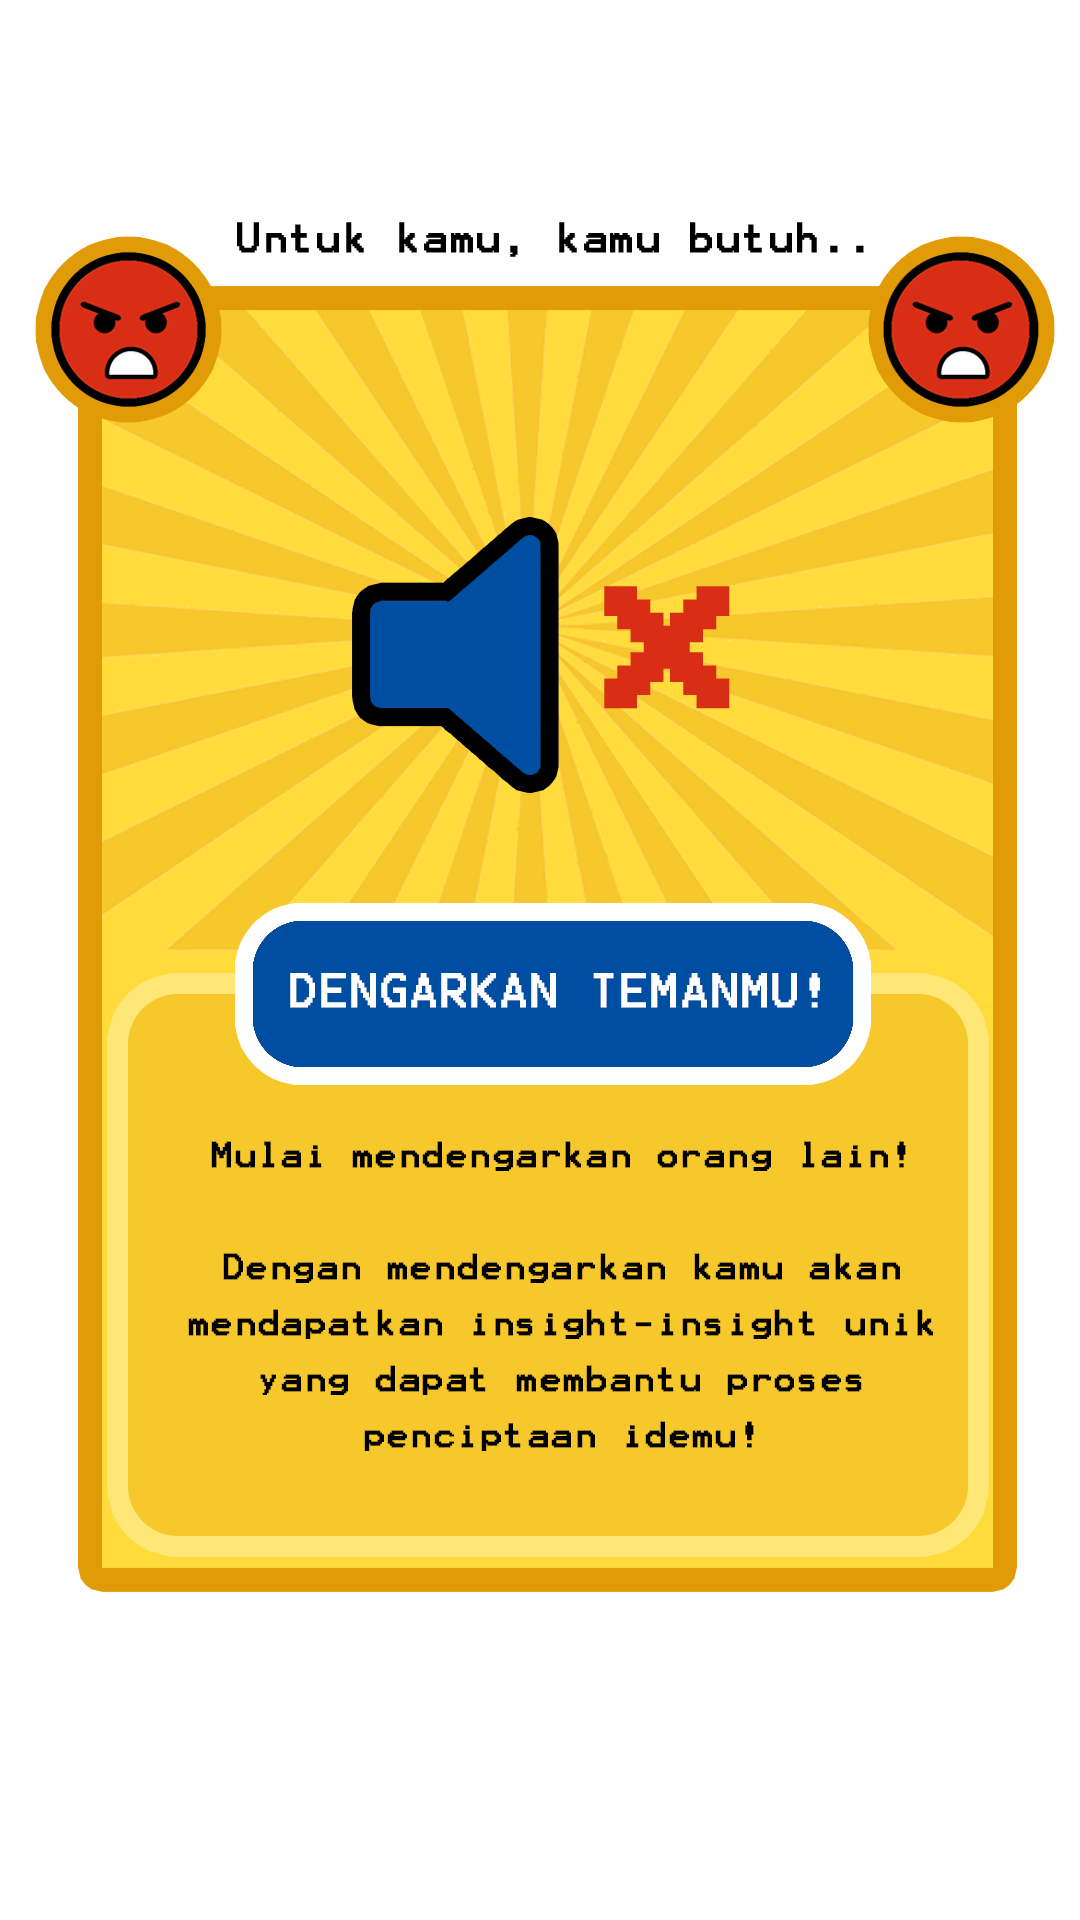 Untuk kamu, kamu butuh..
DENGARKAN TEMANMU!
Mulai mendengarkan orang lain!
Dengan mendengarkan kamu akan
mendapatkan insight-insight unik
yang dapat membantu proses
penciptaan idemu!